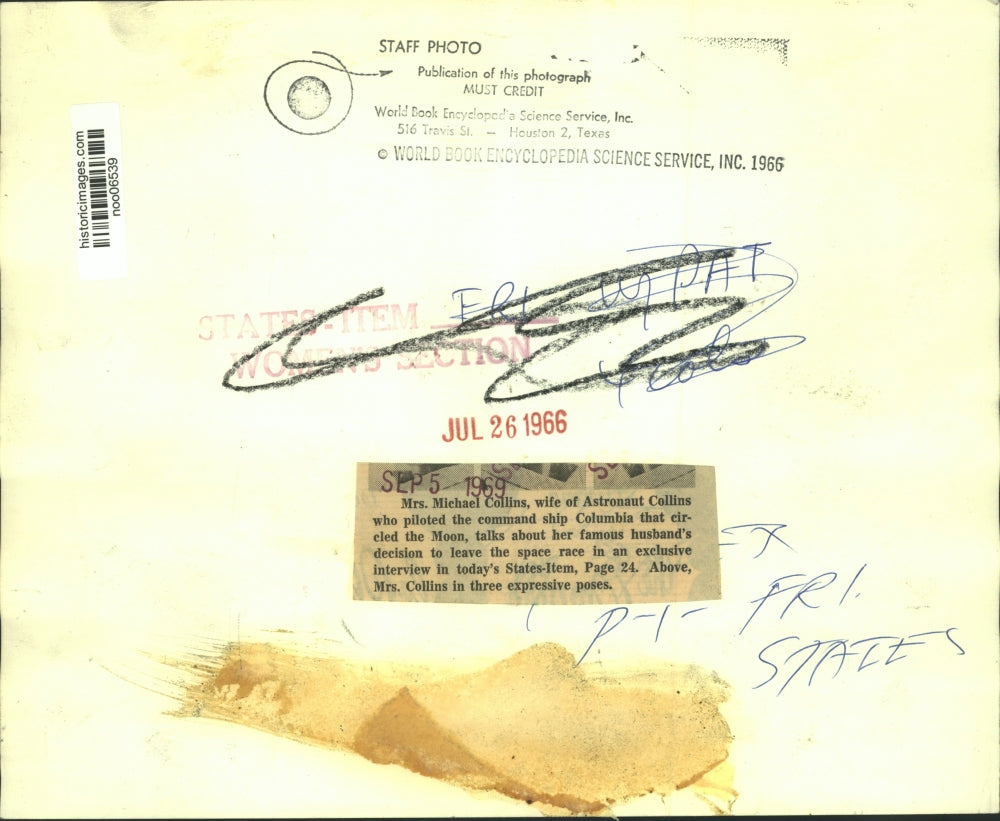 STAFF PHOTO
Publication of this photograph
MUST CREDIT
World Book Encyclopedia Science Service, Inc.
516 Travis St. — Houston 2, Texas
© WORLD BOOK ENCYCLOPEDIA SCIENCE SERVICE, INC. 1966
historicimages.com
noo06539
STATES-ITEM FRI
WOMEN'S SECTION
JUL 26 1966
SEP 5 1969
Mrs. Michael Collins, wife of Astronaut Collins
who piloted the command ship Columbia that cir-
cled the Moon, talks about her famous husband's
decision to leave the space race in an exclusive
interview in today's States-Item, Page 24. Above,
Mrs. Collins in three expressive poses.
P-1- FRI.
STATES